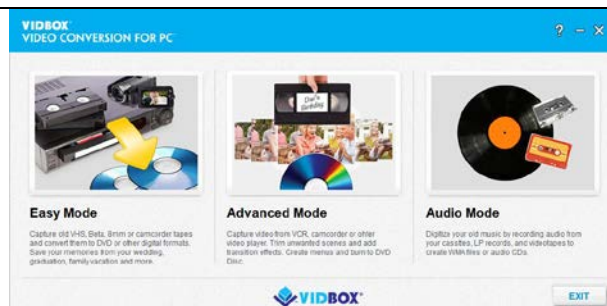 VIDBOX
VIDEO CONVERSION FOR PC
? – ×
Dad's
Birthday
Easy Mode
Capture old VHS, Beta, 8mm or camcorder tapes
and convert them to DVD or other digital formats.
Save your memories from your wedding,
graduation, family vacation and more.
Advanced Mode
Capture video from VCR, camcorder or other
video player. Trim unwanted scenes and add
transition effects. Create menus and burn to DVD
Disc.
Audio Mode
Digitize your old music by recording audio from
your cassttes, LP records, and videotapes to
create WMA files or audio CDs.
VIDBOX
EXIT